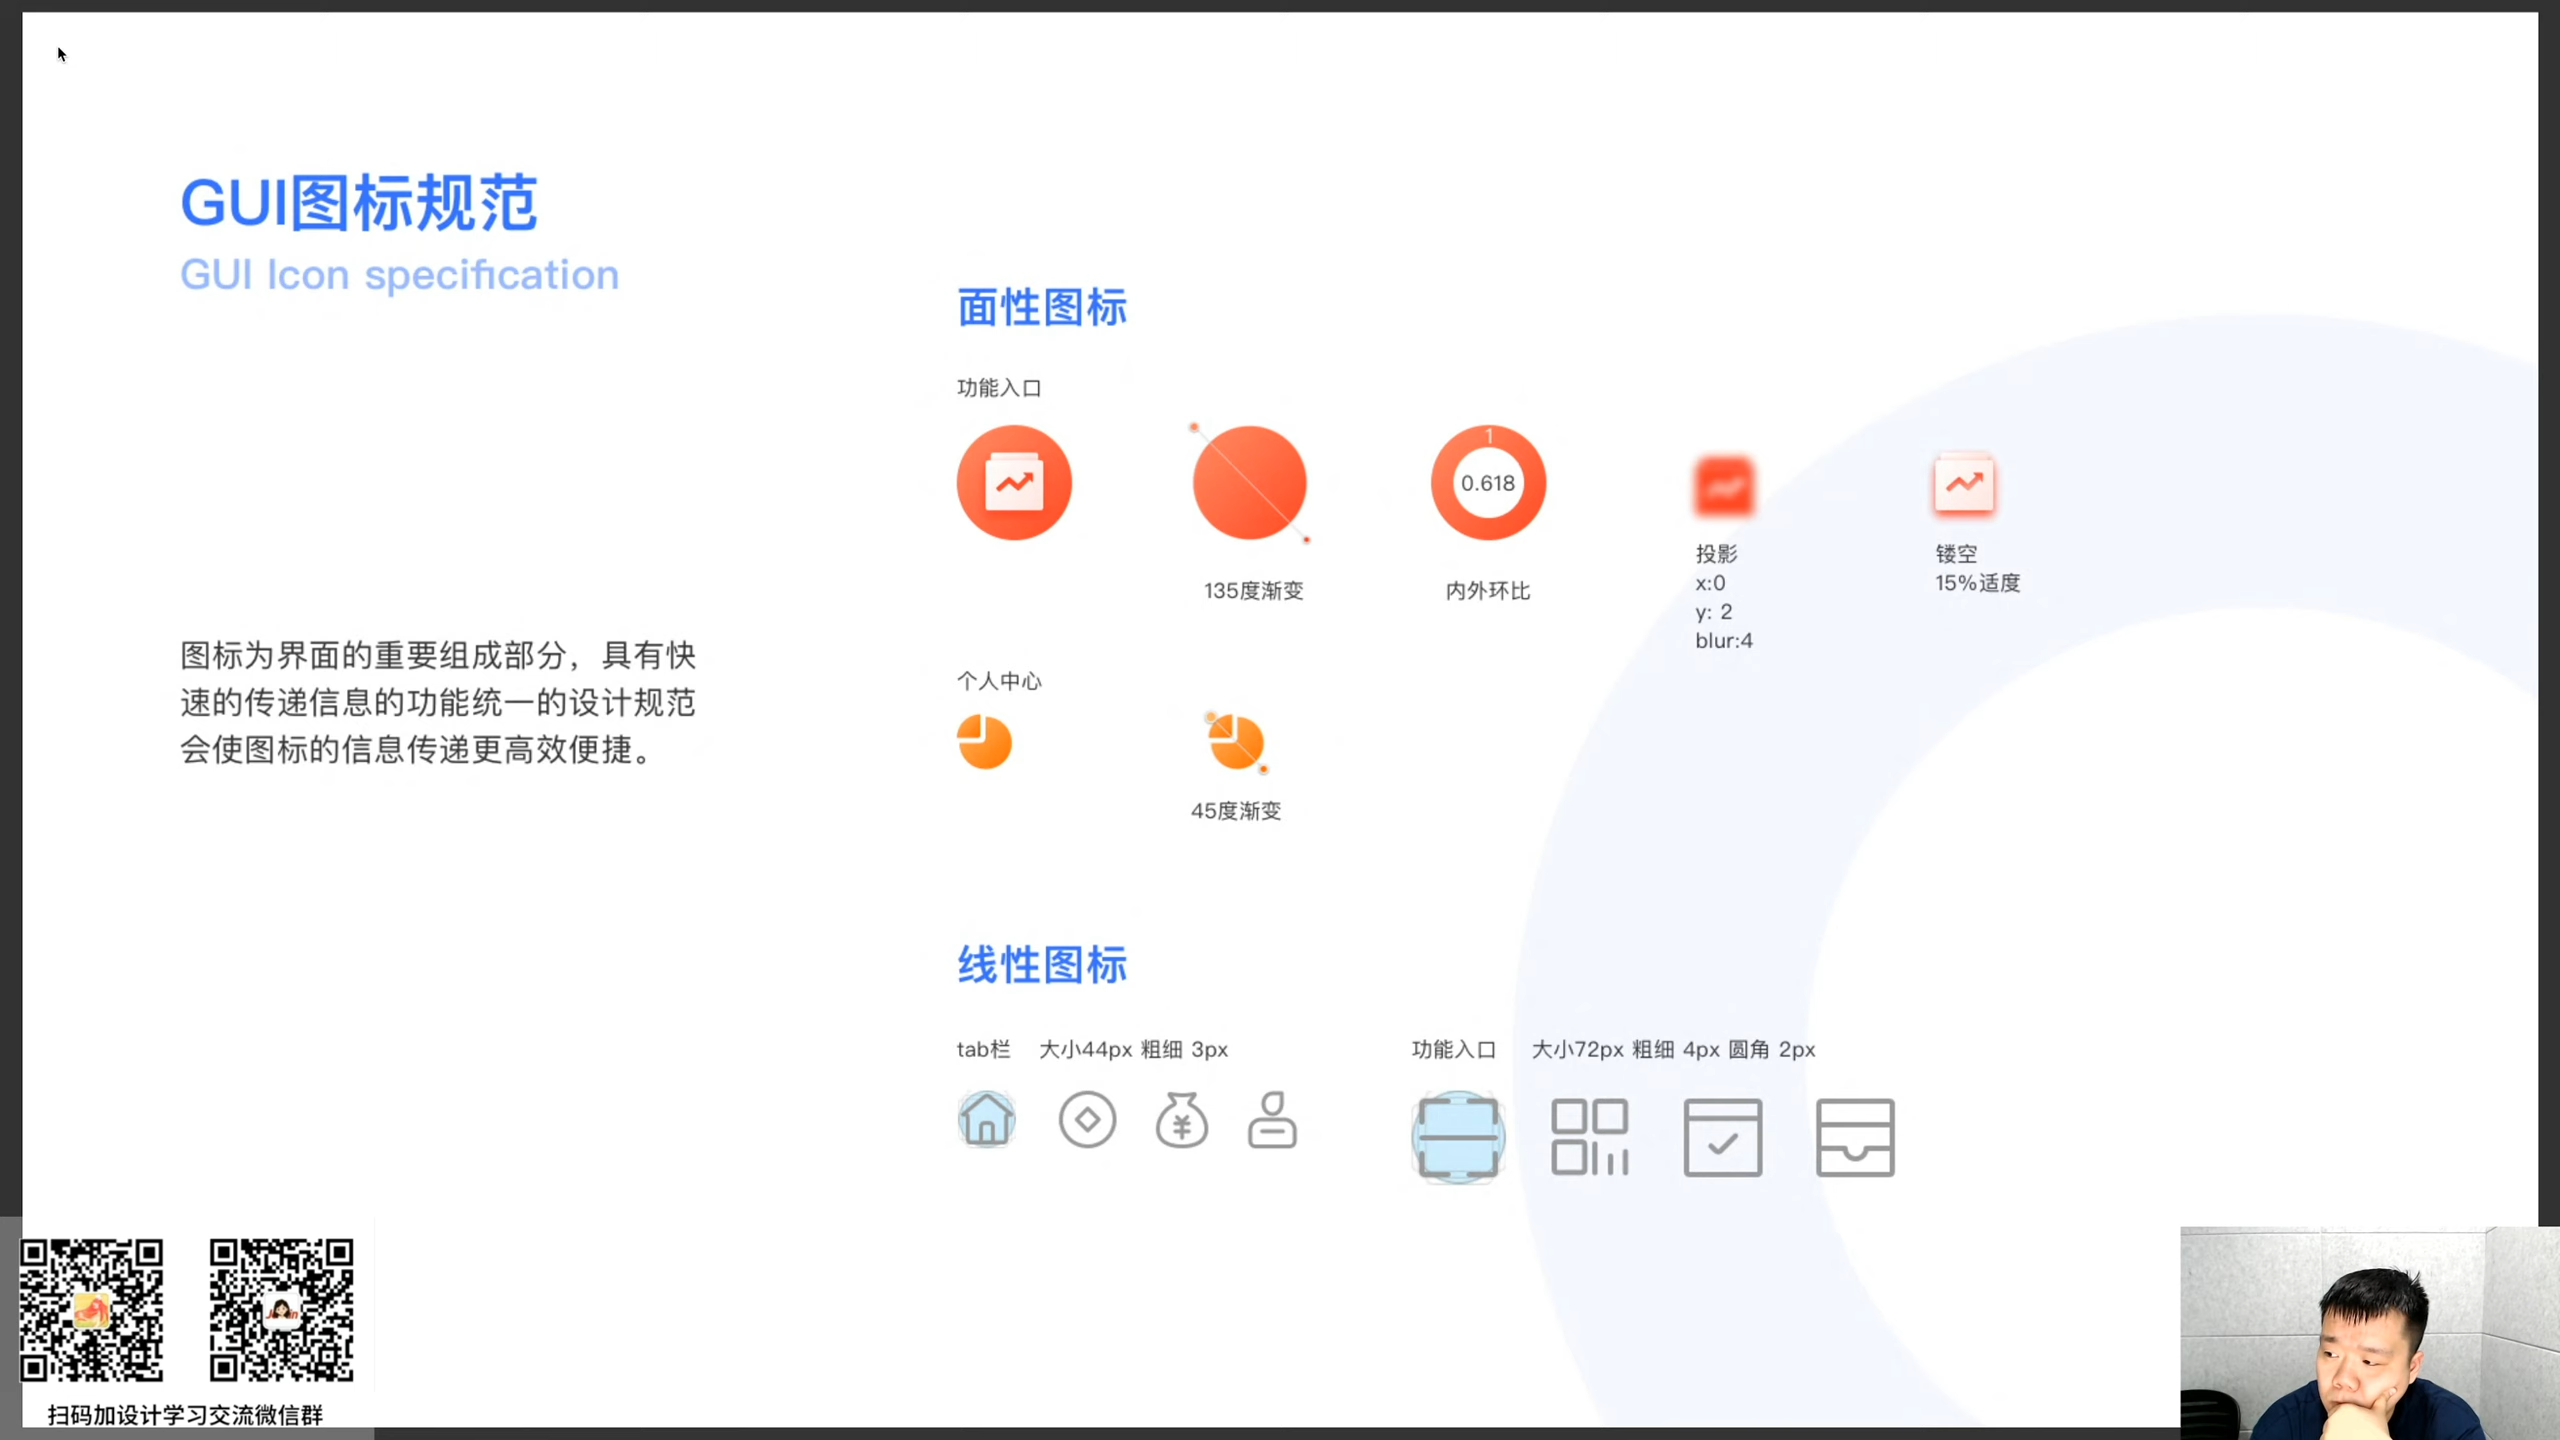 GUI图标规范
GUI Icon specification
图标为界面的重要组成部分，具有快
速的传递信息的功能统一的设计规范
会使图标的信息传递更高效便捷。
面性图标
功能入口
1
0.618
135度渐变
内外环比
投影
x:0
y: 2
blur:4
镂空
15%适度
个人中心
45度渐变
线性图标
tab栏 大小44px 粗细 3px
功能入口 大小72px 粗细 4px 圆角 2px
扫码加设计学习交流微信群